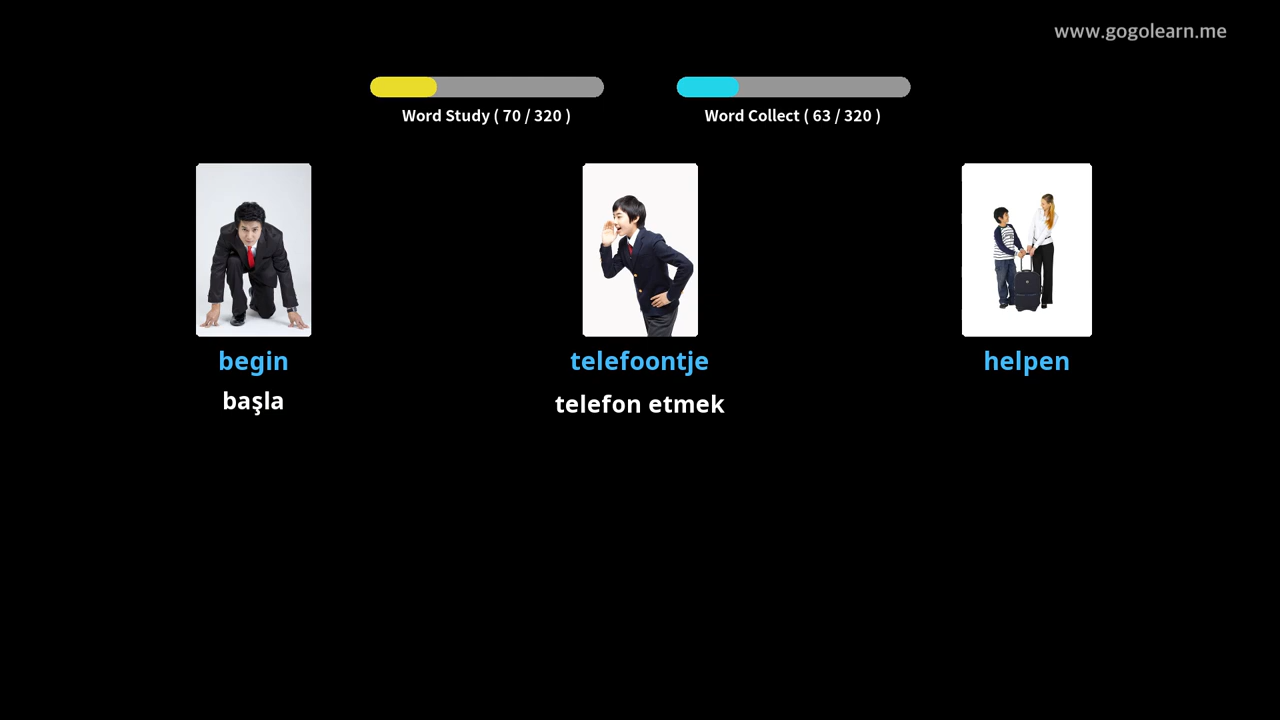 www.gogolearn.me
Word Study ( 70 / 320 )
Word Collect ( 63 / 320 )
begin
telefoontje
helpen
başla
telefon etmek